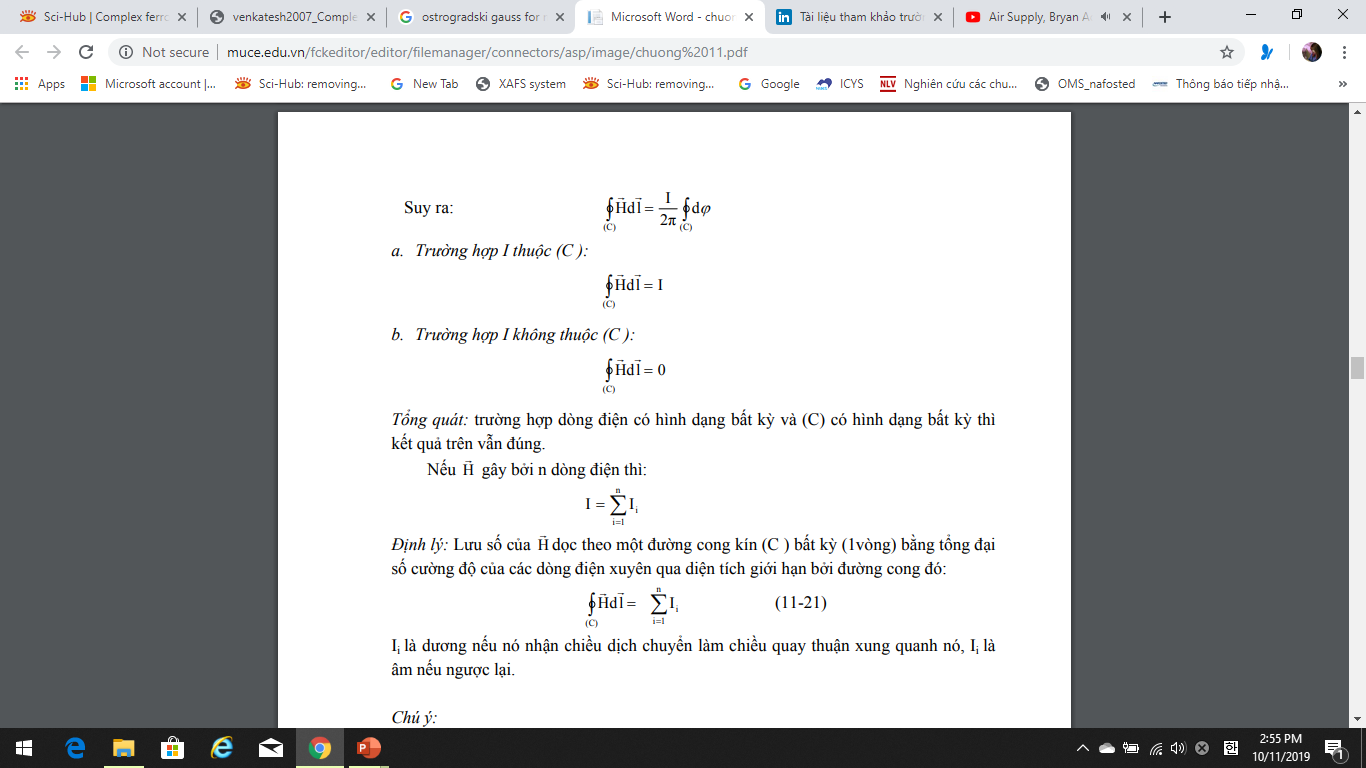 Sci-Hub | Complex ferro
venkatesh2007_Comple
ostrogradski gauss for m
Microsoft Word - chuon
Tài liệu tham khảo trườ
Air Supply, Bryan A
Not secure | muce.edu.vn/fckeditor/editor/filemanager/connectors/asp/image/chuong%2011.pdf
Apps Microsoft account |... Sci-Hub: removing... New Tab XAFS system Sci-Hub: removing... Google ICYS NLV Nghiên cứu các chu... OMS_nafosted Thông báo tiếp nhậ... »
Suy ra: ∮(C) H⃗dl⃗ = I/2π ∮(C) dφ
a. Trường hợp I thuộc (C ):
∮(C) H⃗dl⃗ = I
b. Trường hợp I không thuộc (C ):
∮(C) H⃗dl⃗ = 0
Tổng quát: trường hợp dòng điện có hình dạng bất kỳ và (C) có hình dạng bất kỳ thì
kết quả trên vẫn đúng.
Nếu H⃗ gây bởi n dòng điện thì:
I = ∑ni=1 Ii
Định lý: Lưu số của H⃗ dọc theo một đường cong kín (C ) bất kỳ (1vòng) bằng tổng đại
số cường độ của các dòng điện xuyên qua diện tích giới hạn bởi đường cong đó:
∮(C) H⃗dl⃗ = ∑ni=1 Ii (11-21)
Ii là dương nếu nó nhận chiều dịch chuyển làm chiều quay thuận xung quanh nó, Ii là
âm nếu ngược lại.
Chú ý:
한
2:55 PM
10/11/2019
1